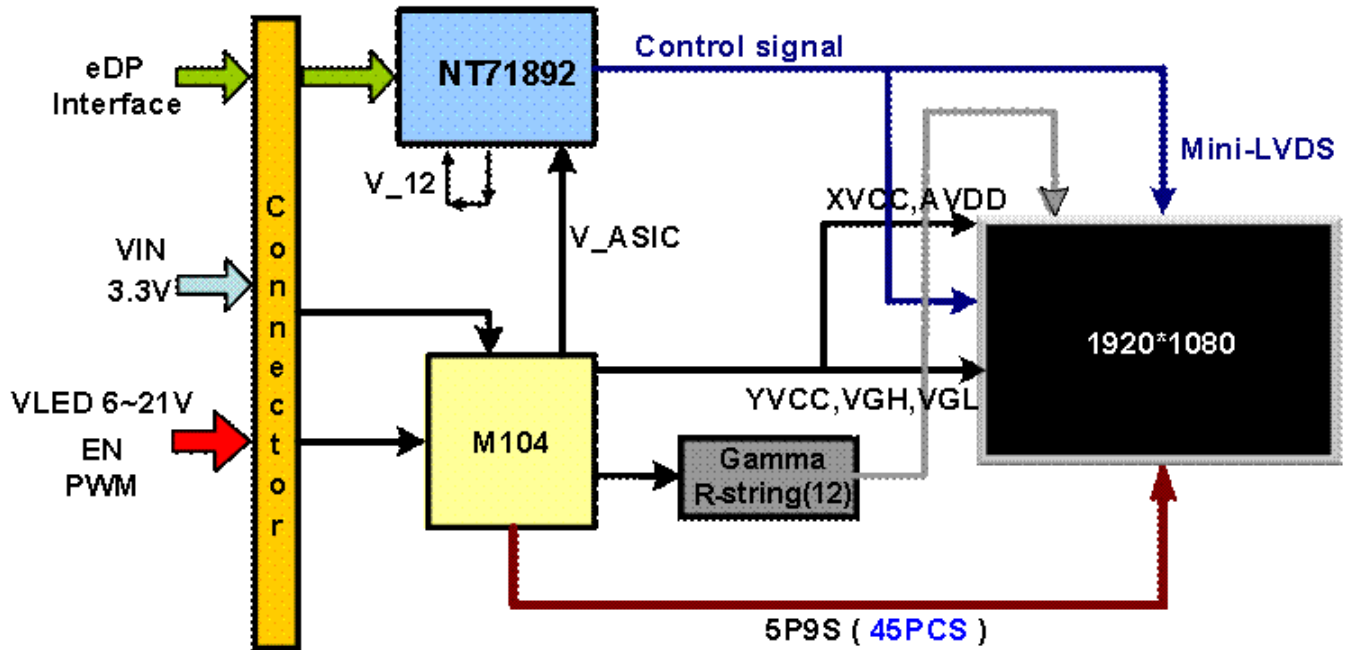 eDP
Interface
NT71892
Control signal
Mini-LVDS
V_12
V_ASIC
XVCC,AVDD
Connector
VIN
3.3V
1920*1080
VLED 6~21V
EN
PWM
M104
YVCC,VGH,VGL
Gamma
R-string(12)
5P9S ( 45PCS )